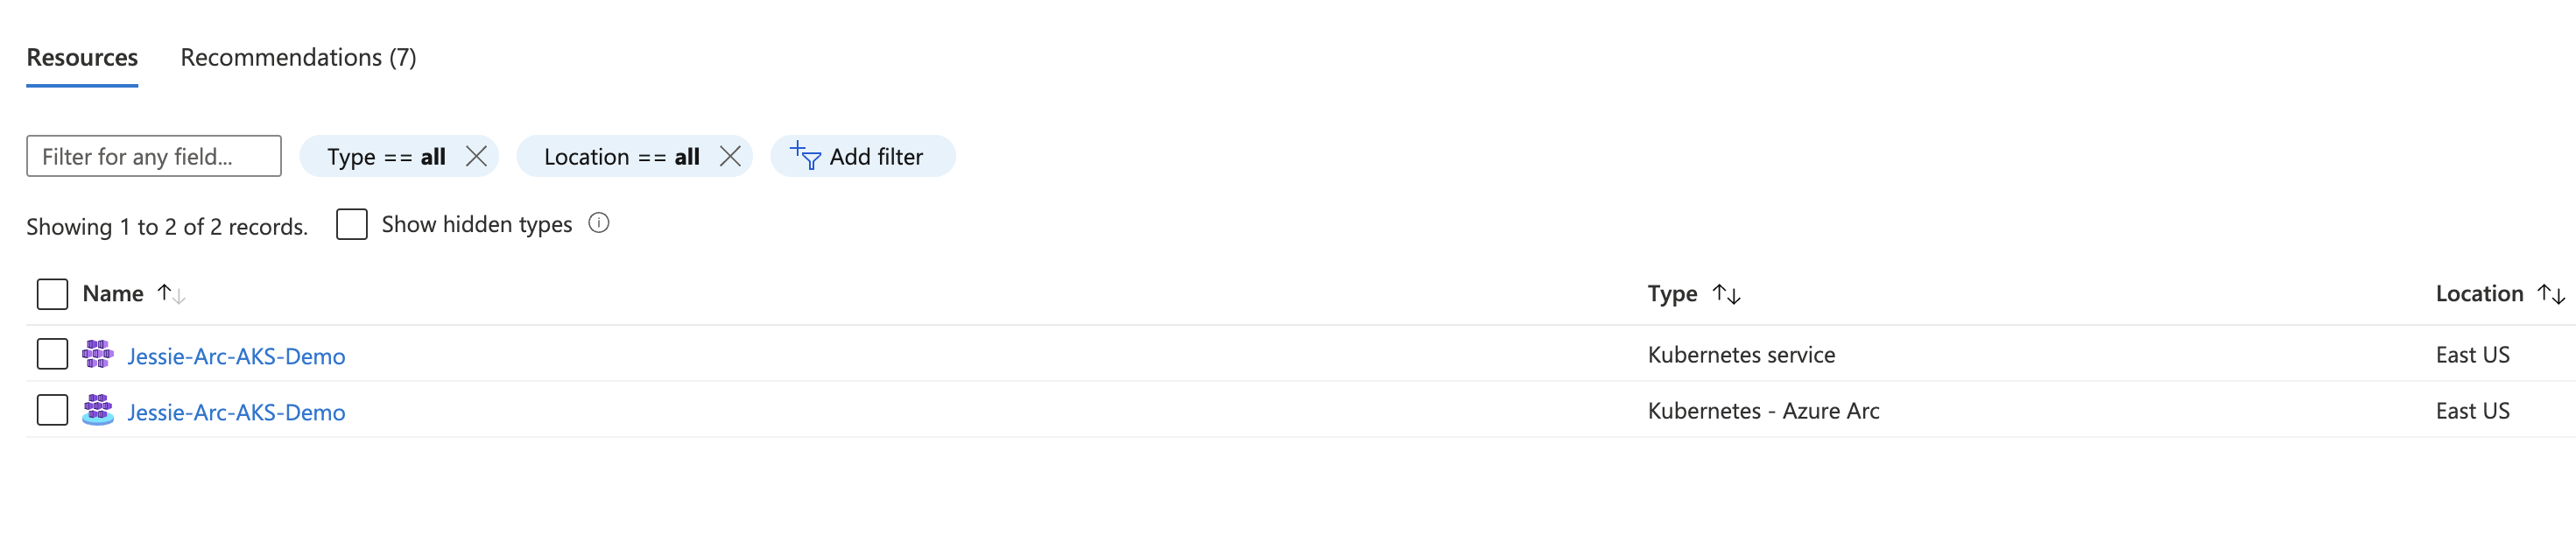 Resources Recommendations (7)
Filter for any field... Type == all Location == all Add filter
Showing 1 to 2 of 2 records. Show hidden types
Name Type Location
Jessie-Arc-AKS-Demo Kubernetes service East US
Jessie-Arc-AKS-Demo Kubernetes - Azure Arc East US